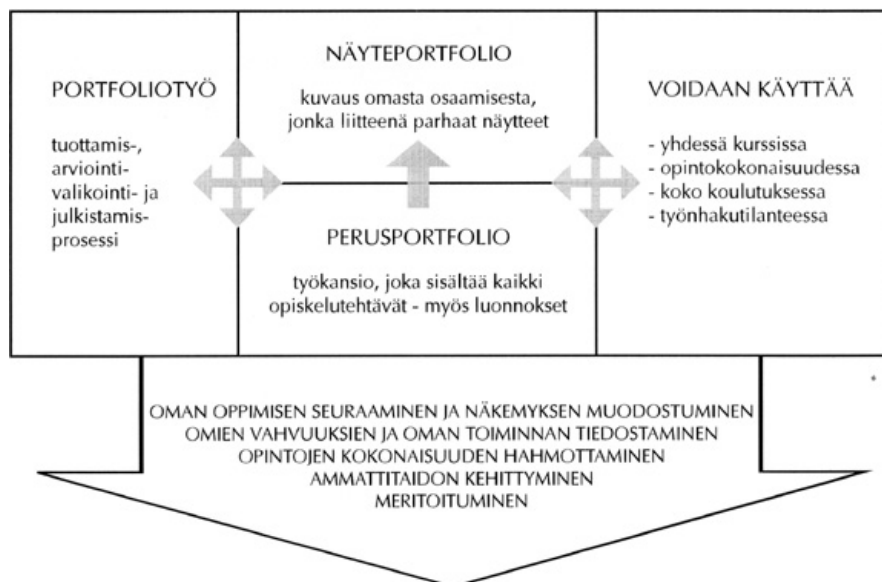 PORTFOLIOTYÖ
tuottamis-,
arviointi-
valikointi- ja
julkistamis-
prosessi
NÄYTEPORTFOLIO
kuvaus omasta osaamisesta,
jonka liitteenä parhaat näytteet
PERUSPORTFOLIO
työkansio, joka sisältää kaikki
opiskelutehtävät - myös luonnokset
VOIDAAN KÄYTTÄÄ
- yhdessä kurssissa
- opintokokonaisuudessa
- koko koulutuksessa
- työnhakutilanteessa
OMAN OPPIMISEN SEURAAMINEN JA NÄKEMYKSEN MUODOSTUMINEN
OMIEN VAHVUUKSIEN JA OMAN TOIMINNAN TIEDOSTAMINEN
OPINTOJEN KOKONAISUUDEN HAHMOTTAMINEN
AMMATTITAIDON KEHITTYMINEN
MERITOITUMINEN